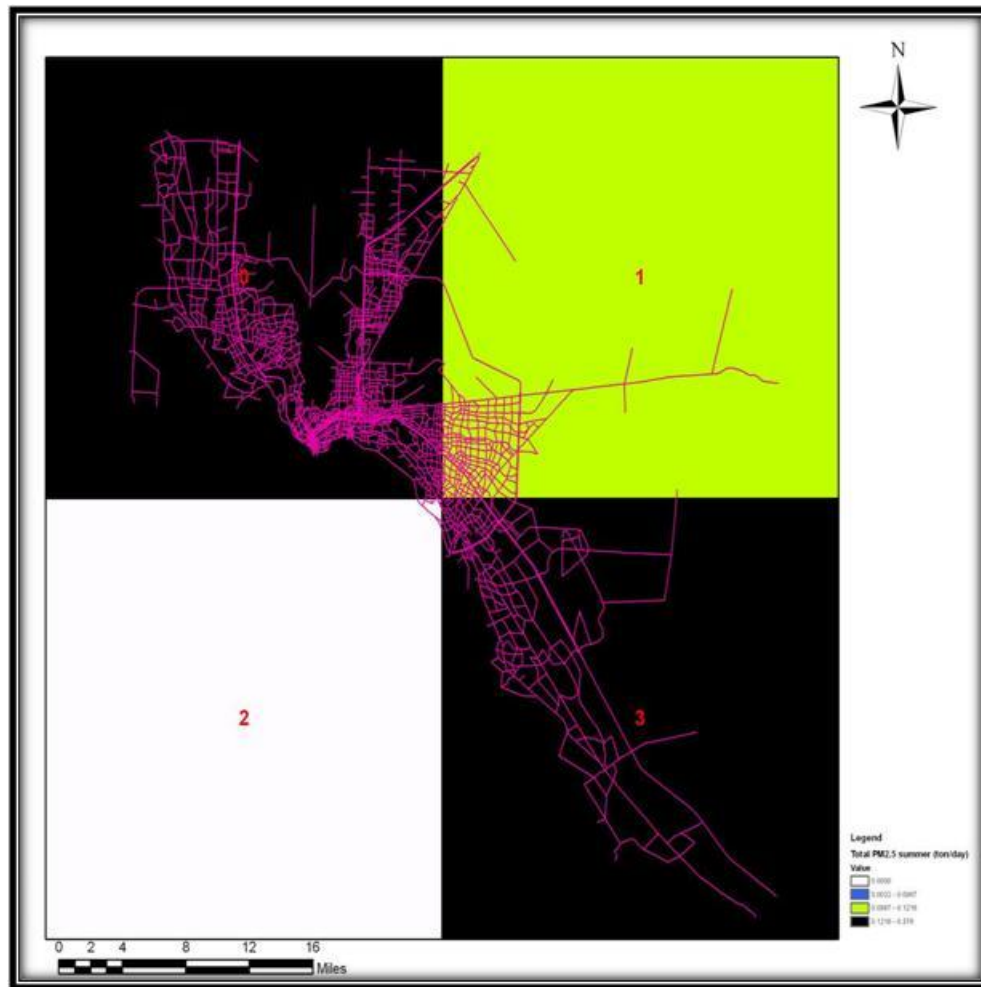 N
0
1
2
3
Legend
Total PM2.5 summer (ton/day)
Value
0 2 4 8 12 16
Miles